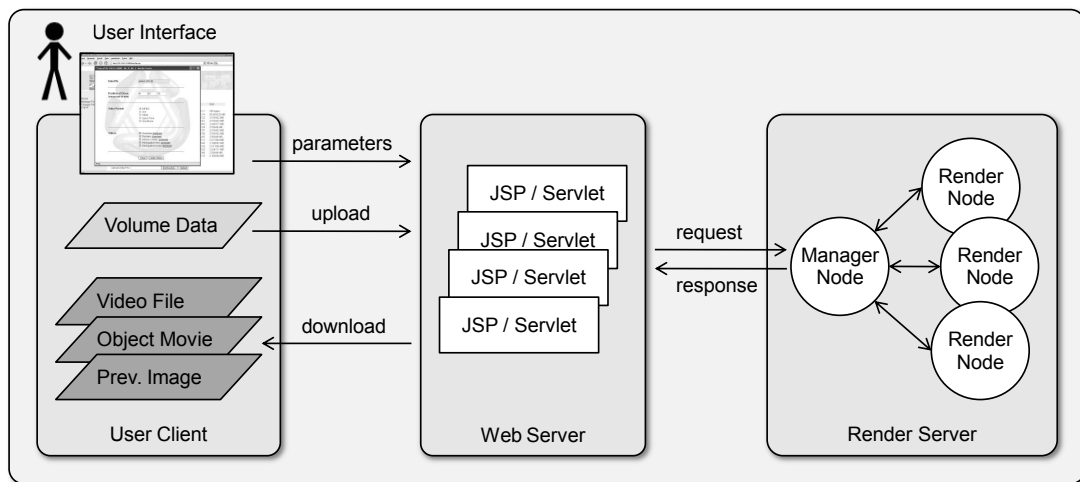 User Interface
parameters
Volume Data
upload
Video File
Object Movie
Prev. Image
download
User Client
JSP / Servlet
JSP / Servlet
JSP / Servlet
JSP / Servlet
Web Server
request
response
Manager
Node
Render
Node
Render
Node
Render
Node
Render Server